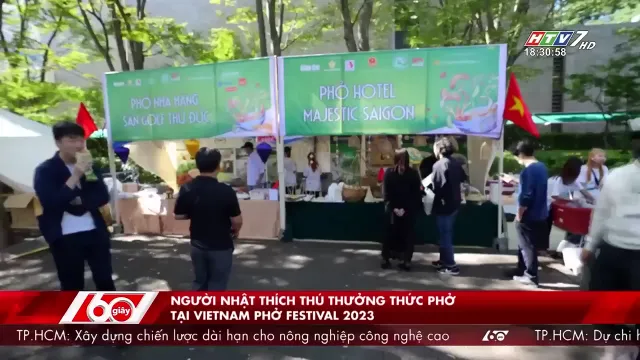 HTV7 HD
18:30:58
PHỞ NHÀ HÀNG
SÂN GOLF THỦ ĐỨC
PHỞ HOTEL
MAJESTIC SAIGON
60 giây
NGƯỜI NHẬT THÍCH THÚ THƯỞNG THỨC PHỞ
TẠI VIETNAM PHỞ FESTIVAL 2023
TP.HCM: Xây dựng chiến lược dài hạn cho nông nghiệp công nghệ cao
60
TP.HCM: Dự chi h